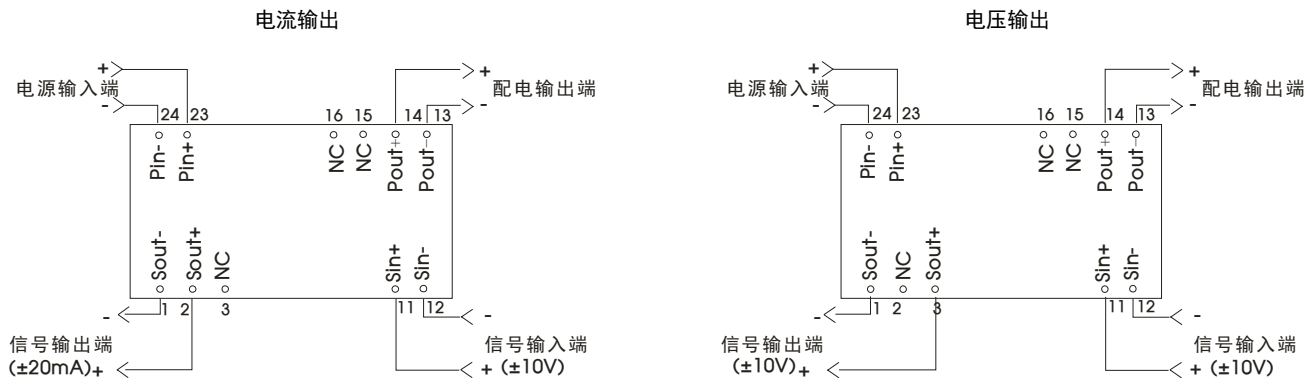 电流输出
电压输出
+
电源输入端
-
24 23
16 15
14 13
+
配电输出端
-
Pin-
Pin+
NC
NC
Pout+
Pout-
Sout-
Sout+
NC
Sin+
Sin-
1 2 3
11 12
-
信号输出端
(±20mA)+
-
信号输入端
+ (±10V)
+
电源输入端
-
24 23
16 15
14 13
+
配电输出端
-
Pin-
Pin+
NC
NC
Pout+
Pout-
Sout-
NC
Sout+
Sin+
Sin-
1 2 3
11 12
-
信号输出端
(±10V)+
-
信号输入端
+ (±10V)